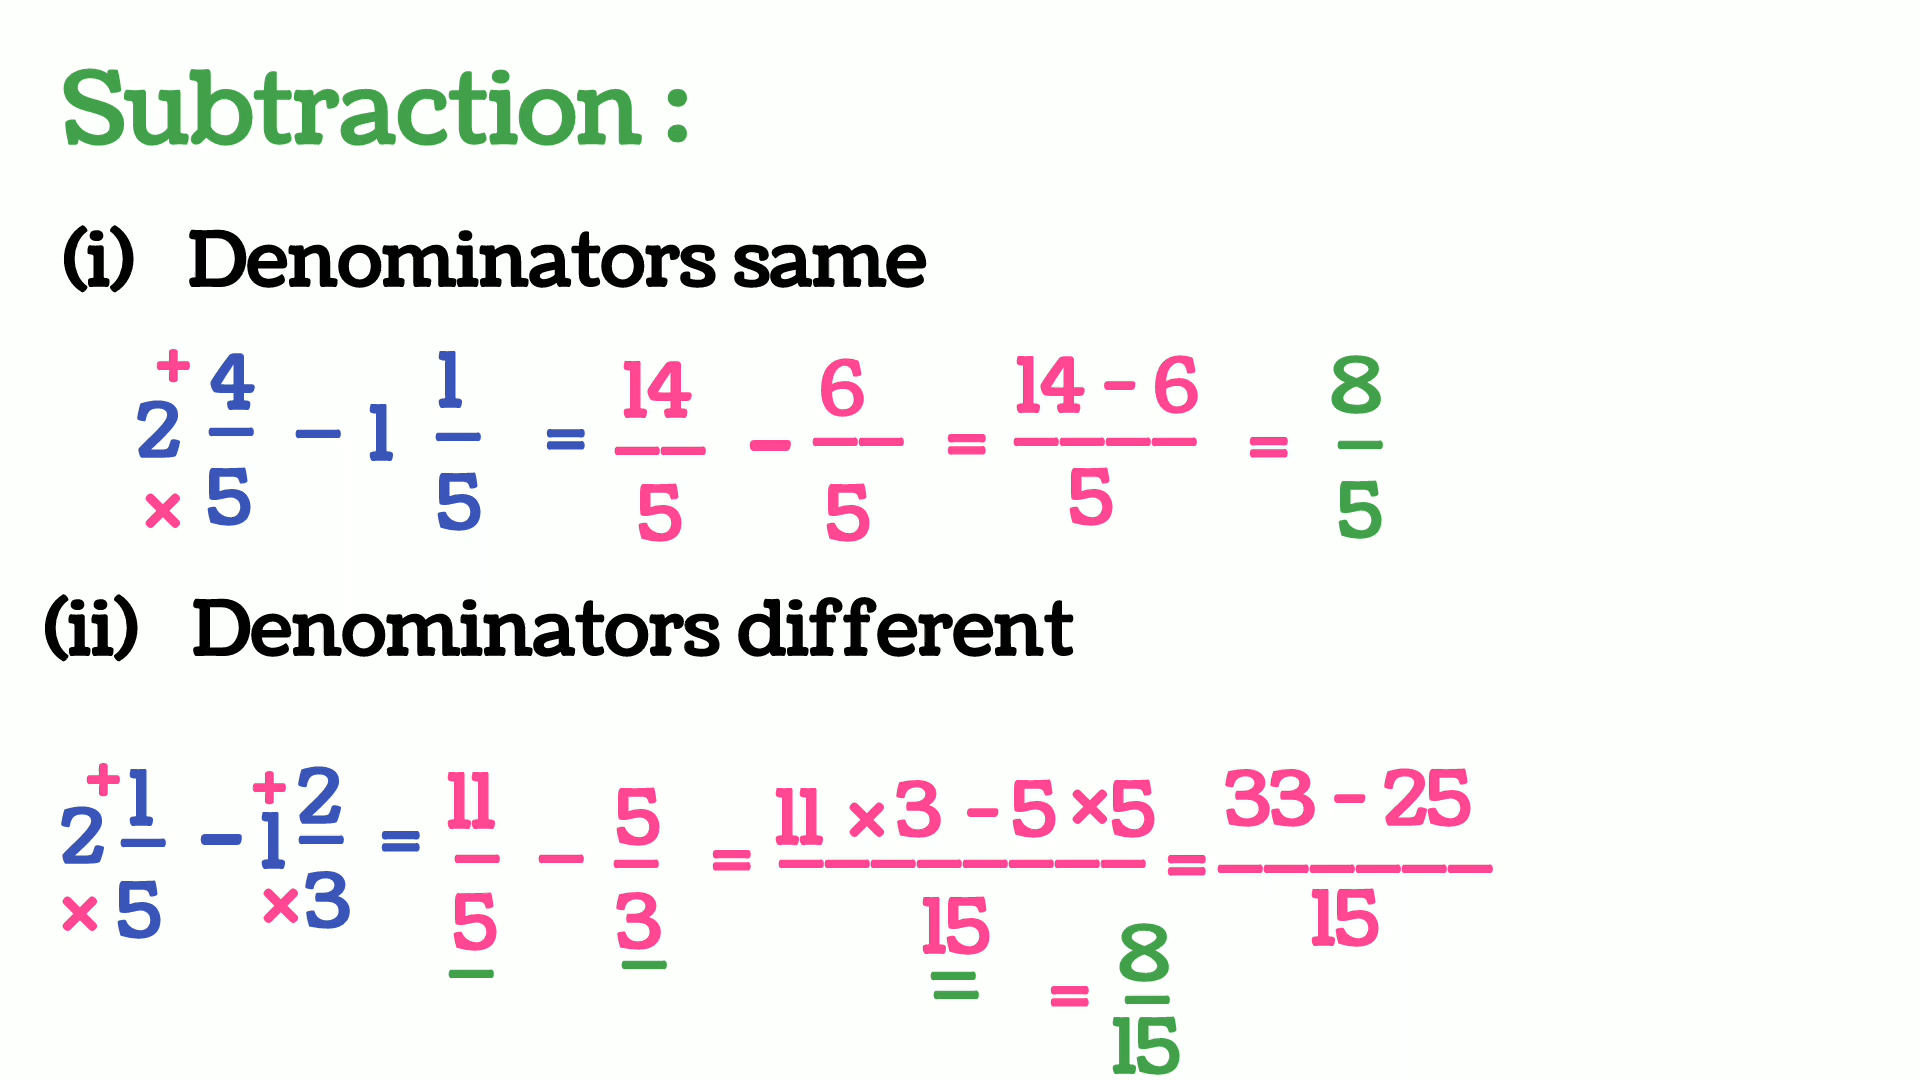 Subtraction :
(i) Denominators same
2 + × 4/5 − 1 1/5 = 14/5 − 6/5 = 14 − 6/5 = 8/5
(ii) Denominators different
2 + × 1/5 − 1 + × 2/3 = 11/5 − 5/3 = 11 × 3 − 5 × 5/15 = 33 − 25/15
= 8/15